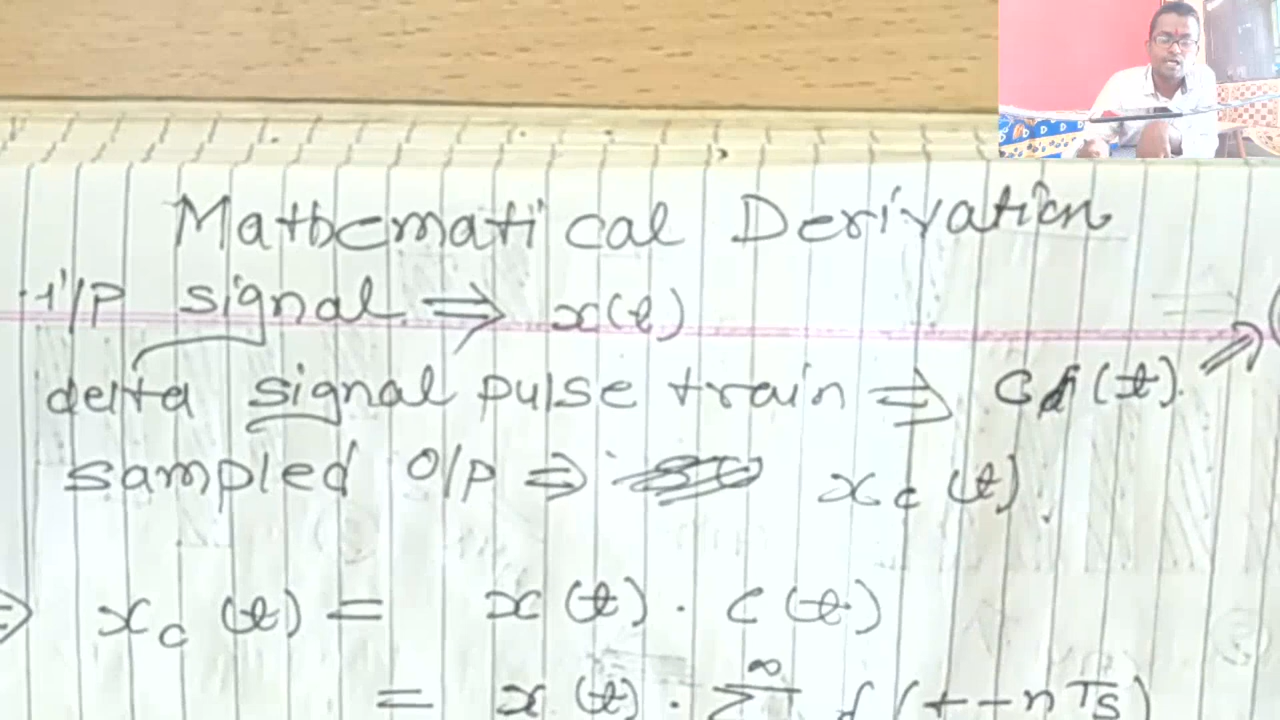 Mathematical Derivation
I/P signal ⇒ x(t)
delta signal pulse train ⇒ Cδ(t). ⇒ (
sampled O/P ⇒ xc(t).
⇒ xc(t) = x(t) · c(t)
= x(t) · ∞ Σ δ(t-nTs)